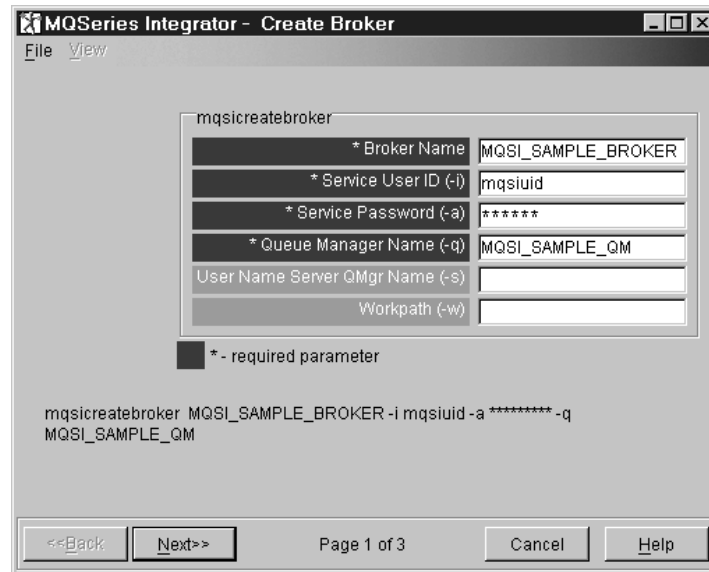 MQSeries Integrator - Create Broker
File View
mqsicreatebroker
* Broker Name MQSI_SAMPLE_BROKER
* Service User ID (-i) mqsiuid
* Service Password (-a) ******
* Queue Manager Name (-q) MQSI_SAMPLE_QM
User Name Server QMgr Name (-s)
Workpath (-w)
* - required parameter
mqsicreatebroker MQSI_SAMPLE_BROKER -i mqsiuid -a ********* -q
MQSI_SAMPLE_QM
<<Back Next>> Page 1 of 3 Cancel Help